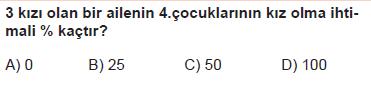 3 kızı olan bir ailenin 4.çocuklarının kız olma ihti-
mali % kaçtır?
A) 0 B) 25 C) 50 D) 100